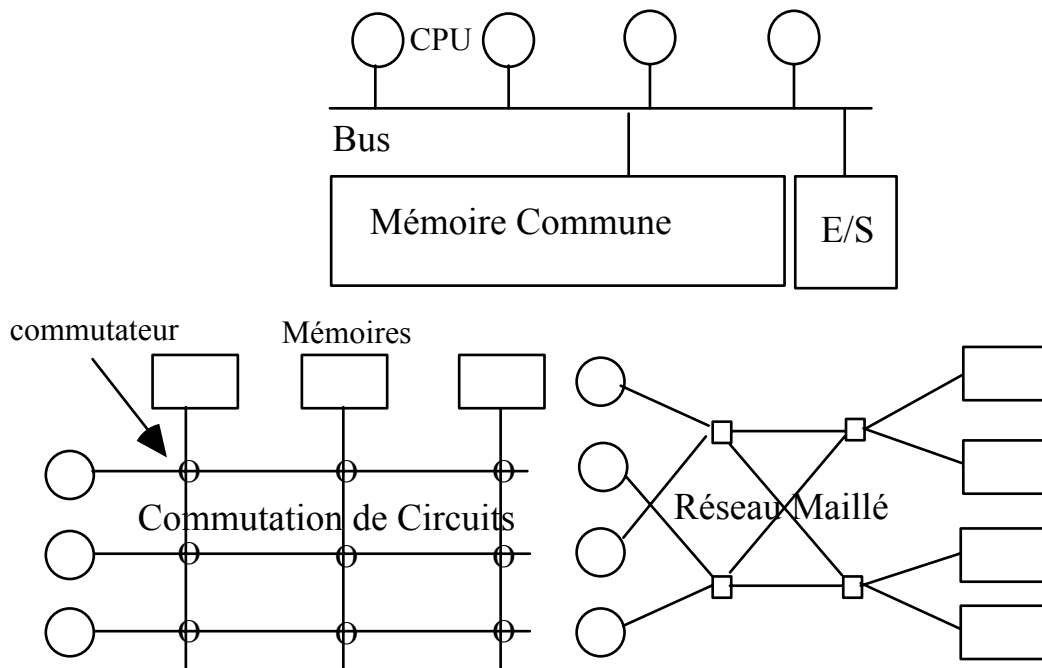 CPU
Bus
Mémoire Commune
E/S
commutateur
Mémoires
Commutation de Circuits
Réseau Maillé